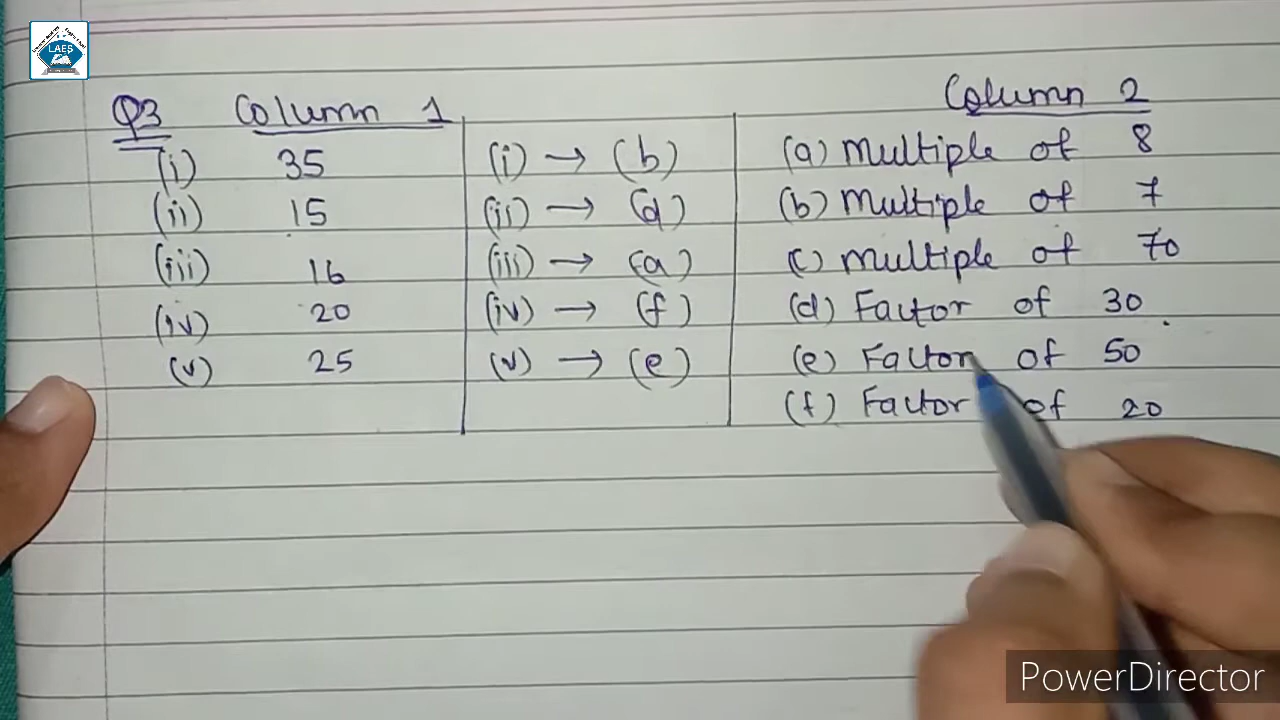 LAES
Q3 Column 1 Column 2
(i) 35 (i) → (b) (a) Multiple of 8
(ii) 15 (ii) → (d) (b) Multiple of 7
(iii) 16 (iii) → (a) (c) Multiple of 70
(iv) 20 (iv) → (f) (d) Factor of 30
(v) 25 (v) → (e) (e) Factor of 50
(f) Factor of 20
PowerDirector